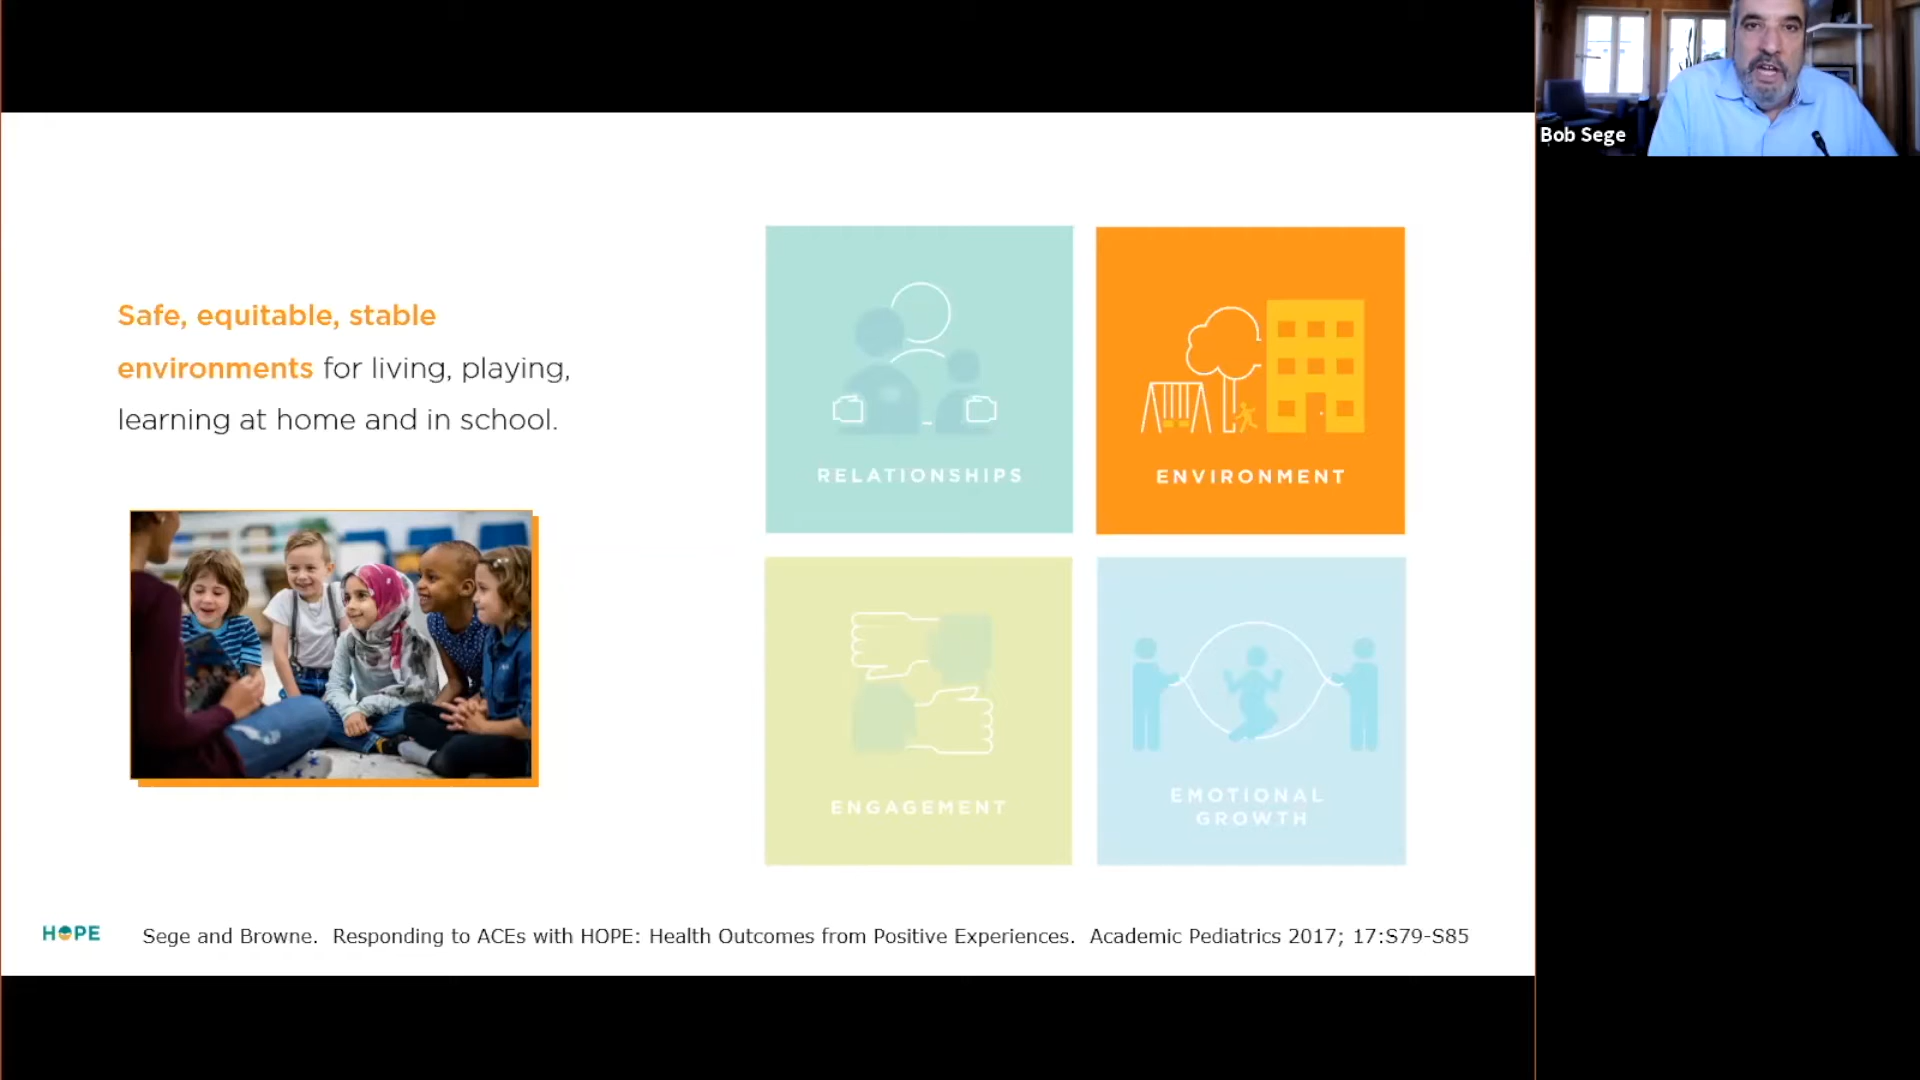 Bob Sege
Safe, equitable, stable
environments for living, playing,
learning at home and in school.
RELATIONSHIPS
ENVIRONMENT
ENGAGEMENT
EMOTIONAL
GROWTH
HOPE
Sege and Browne. Responding to ACEs with HOPE: Health Outcomes from Positive Experiences. Academic Pediatrics 2017; 17:S79-S85